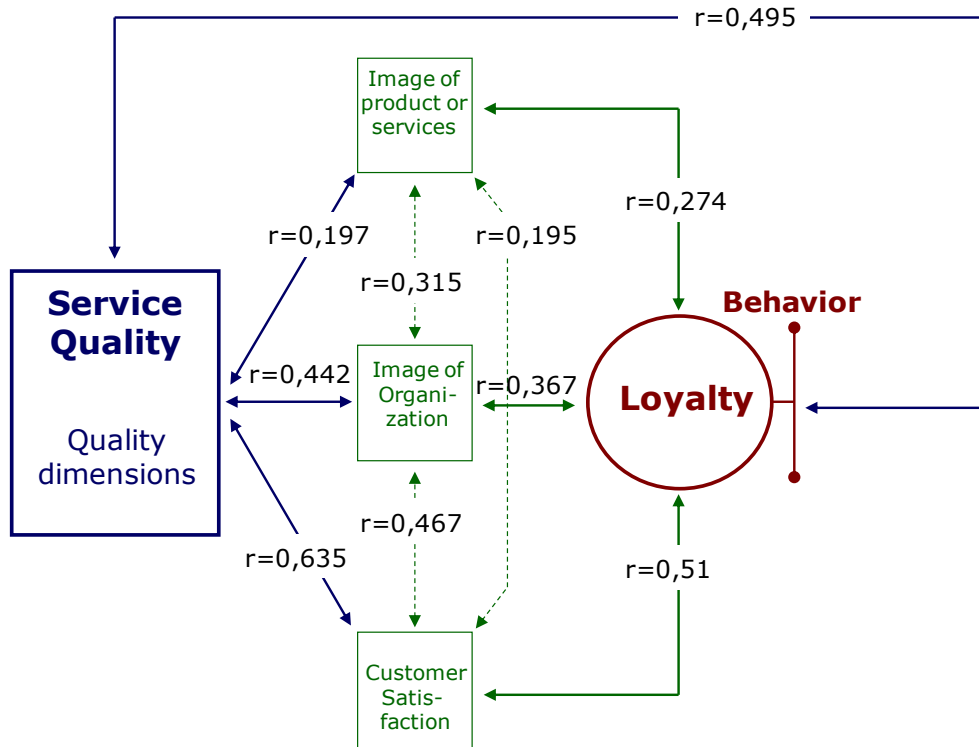 r=0,495
Image of
product or
services
r=0,274
r=0,197
r=0,195
r=0,315
Service
Quality
Quality
dimensions
Behavior
r=0,442
Image of
Organi-
zation
r=0,367
Loyalty
r=0,467
r=0,635
r=0,51
Customer
Satis-
faction